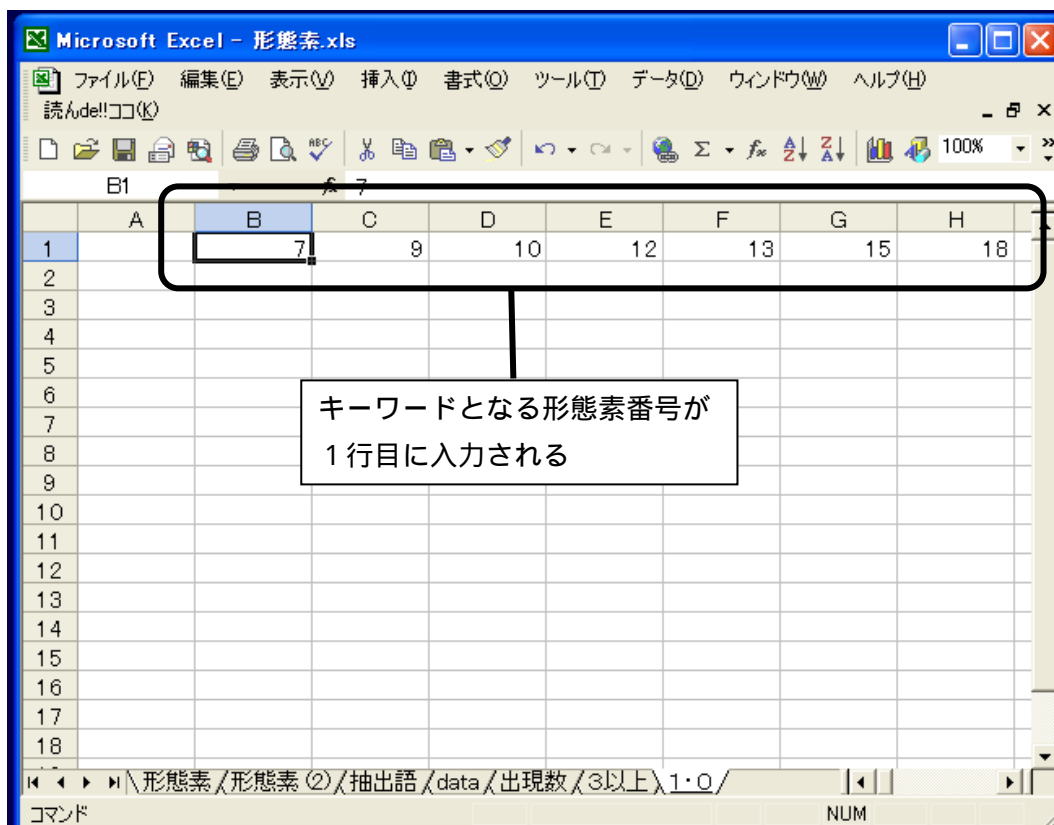 Microsoft Excel - 形態素.xls
ファイル(F) 編集(E) 表示(V) 挿入(I) 書式(O) ツール(T) データ(D) ウィンドウ(W) ヘルプ(H)
読んde!!ココ(K)
100%
B1 fx 7
A B C D E F G H
1 7 9 10 12 13 15 18
2
3
4
5
6
7
8
9
10
11
12
13
14
15
16
17
18
キーワードとなる形態素番号が
１行目に入力される
形態素 形態素 (2) 抽出語 data 出現数 3以上 1・0
コマンド NUM